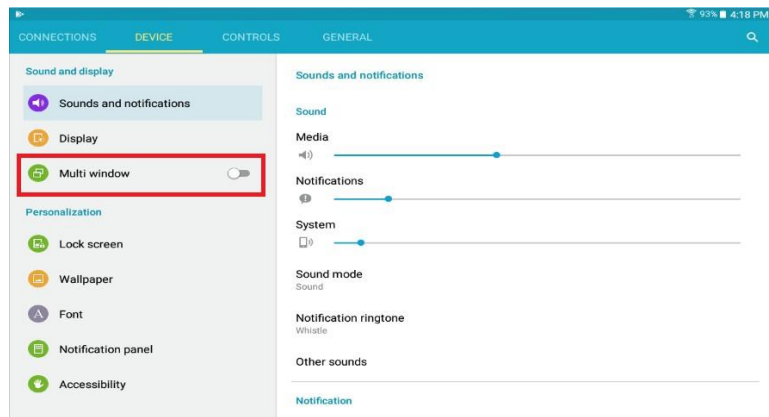 93% 4:18 PM
CONNECTIONS DEVICE CONTROLS GENERAL
Sound and display
Sounds and notifications
Display
Multi window
Personalization
Lock screen
Wallpaper
A Font
Notification panel
Accessibility
Sounds and notifications
Sound
Media
Notifications
System
Sound mode
Sound
Notification ringtone
Whistle
Other sounds
Notification